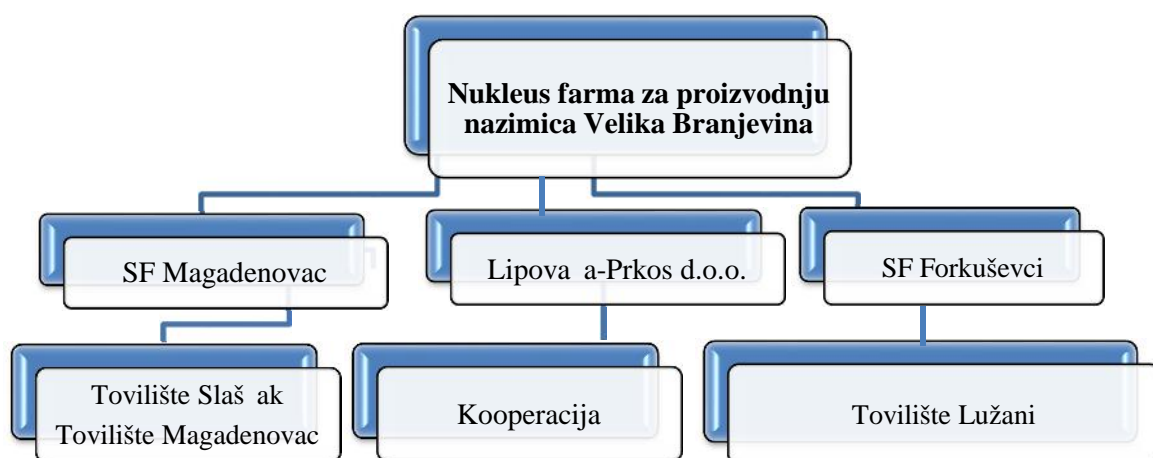 Nukleus farma za proizvodnju
nazimica Velika Branjevina
SF Magadenovac
Lipova a-Prkos d.o.o.
SF Forkuševci
Tovilište Slaš ak
Tovilište Magadenovac
Kooperacija
Tovilište Lužani